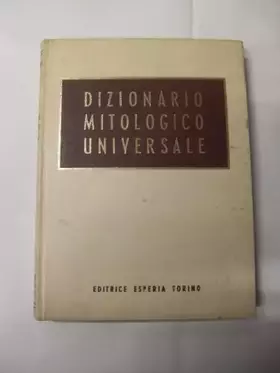 DIZIONARIO
MITOLOGICO
UNIVERSALE
EDITRICE ESPERIA TORINO